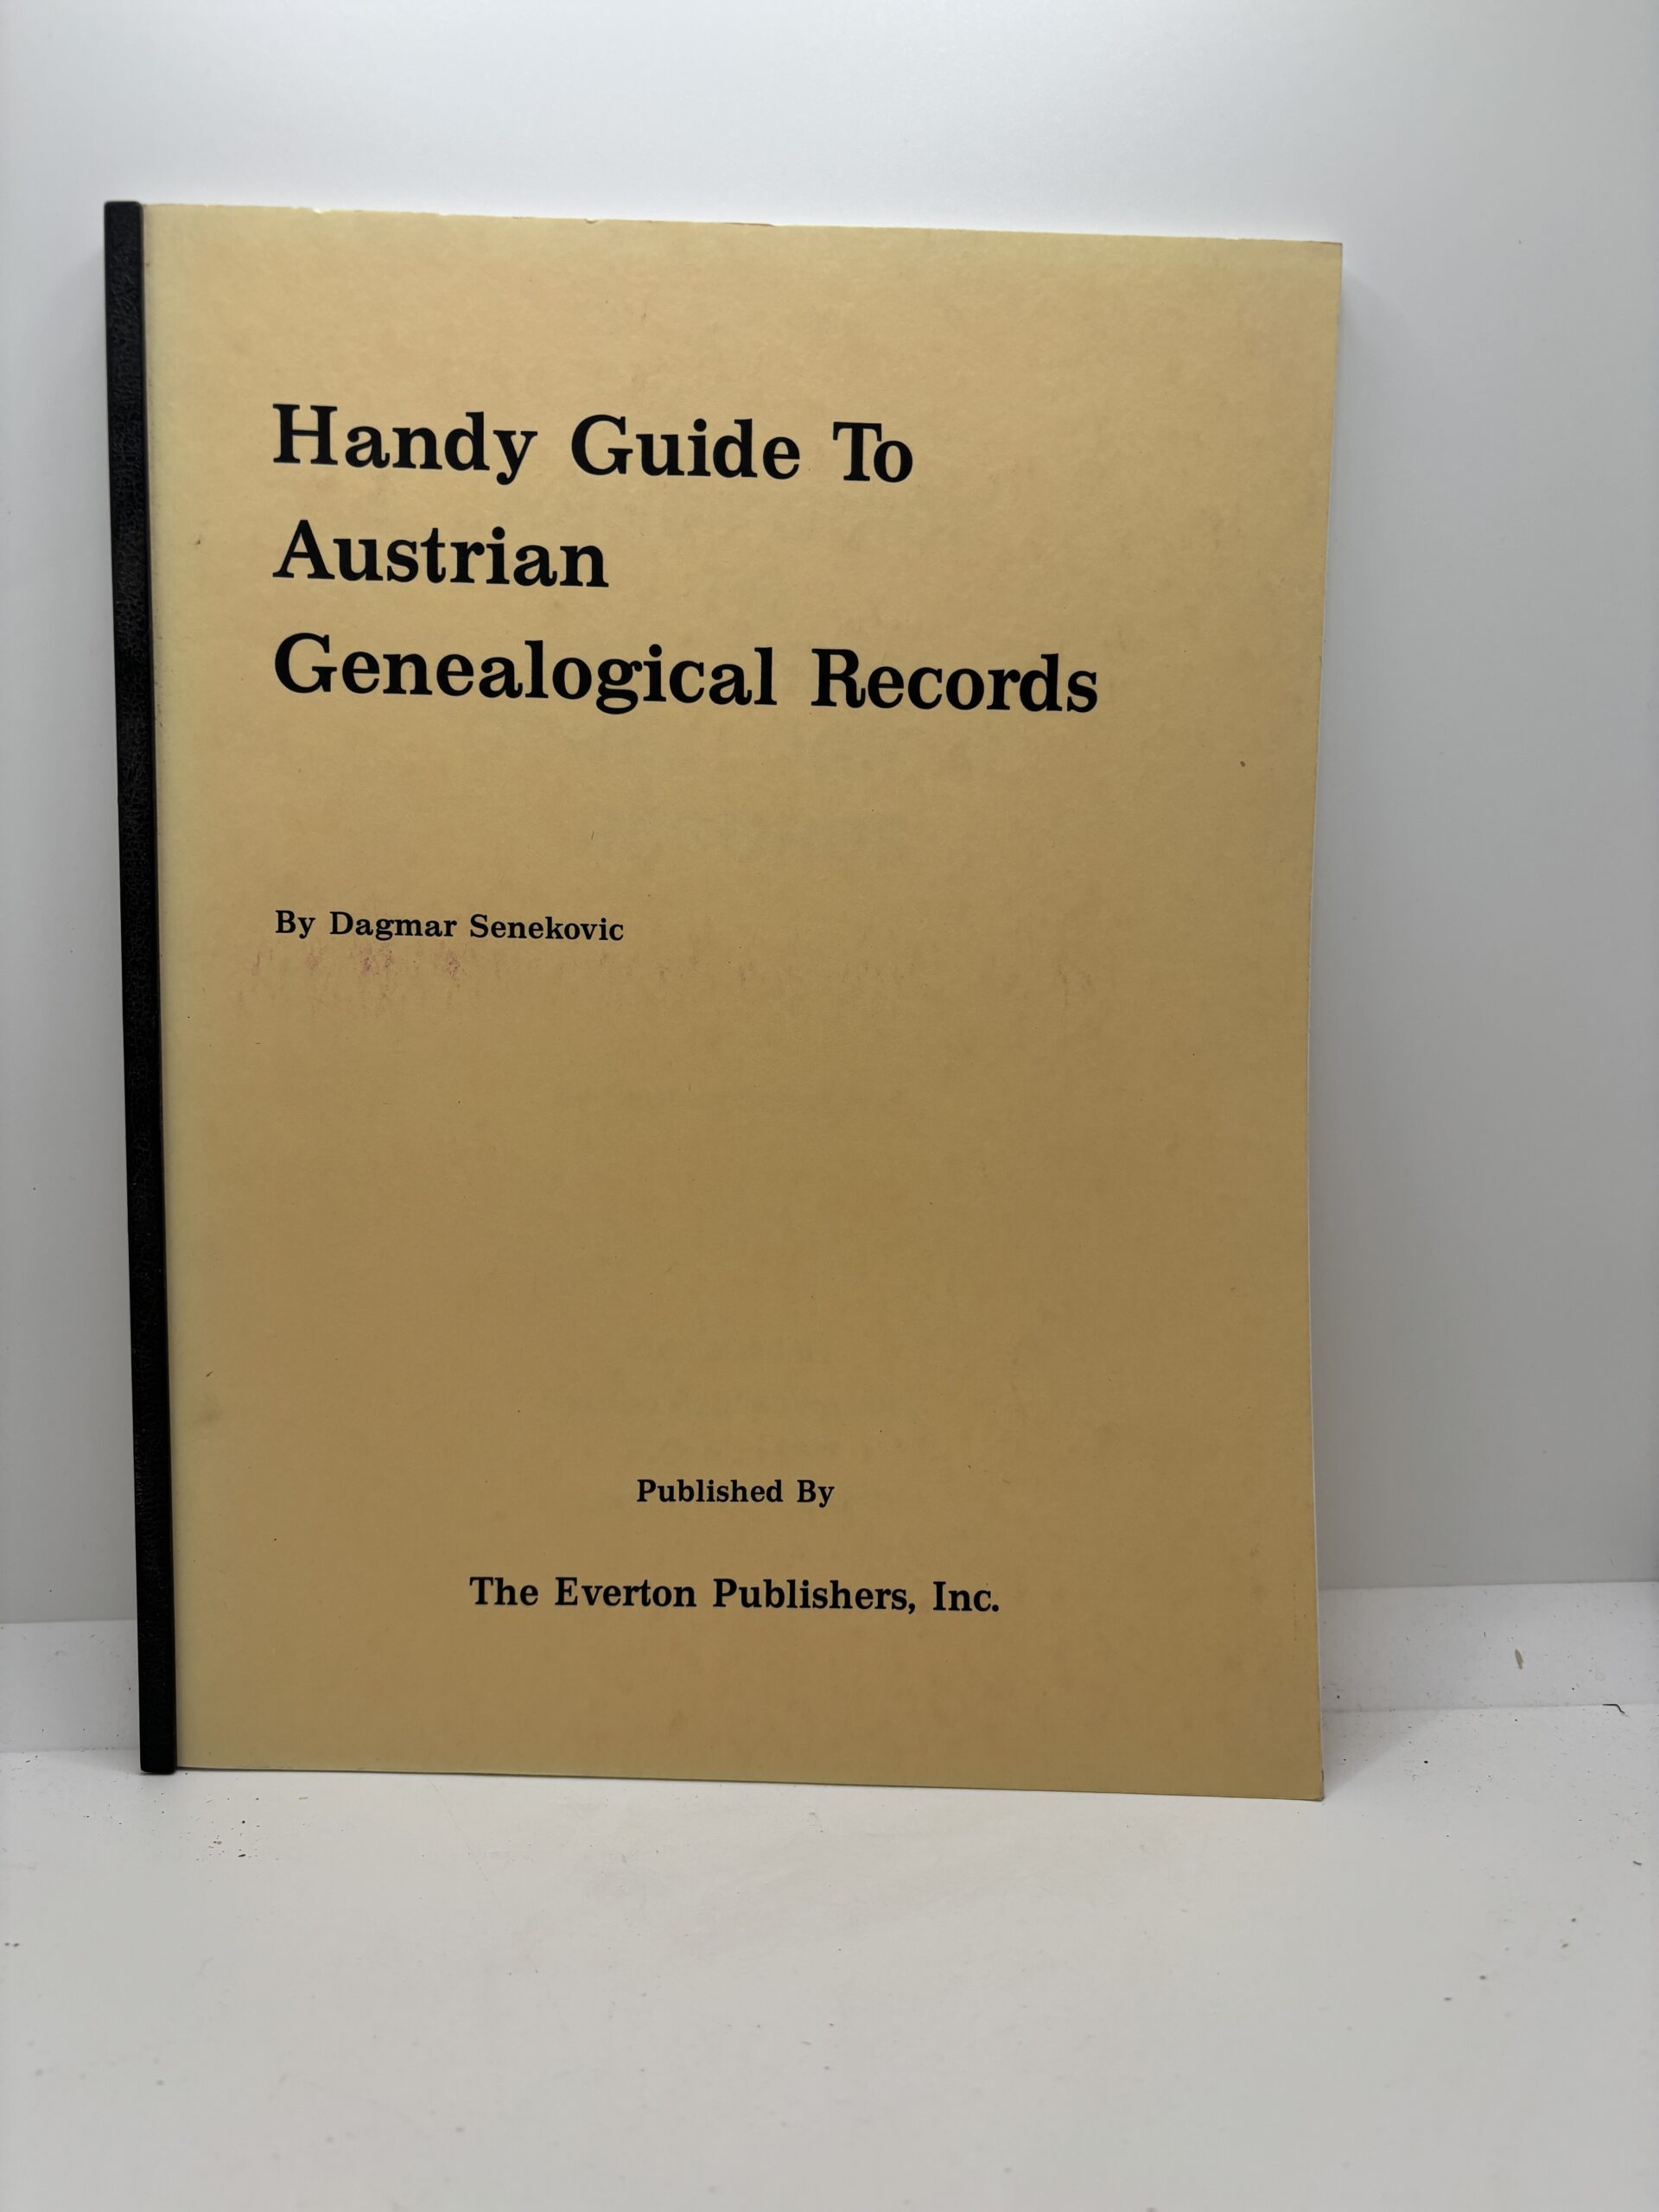 Handy Guide To
Austrian
Genealogical Records
By Dagmar Senekovic
Published By
The Everton Publishers, Inc.